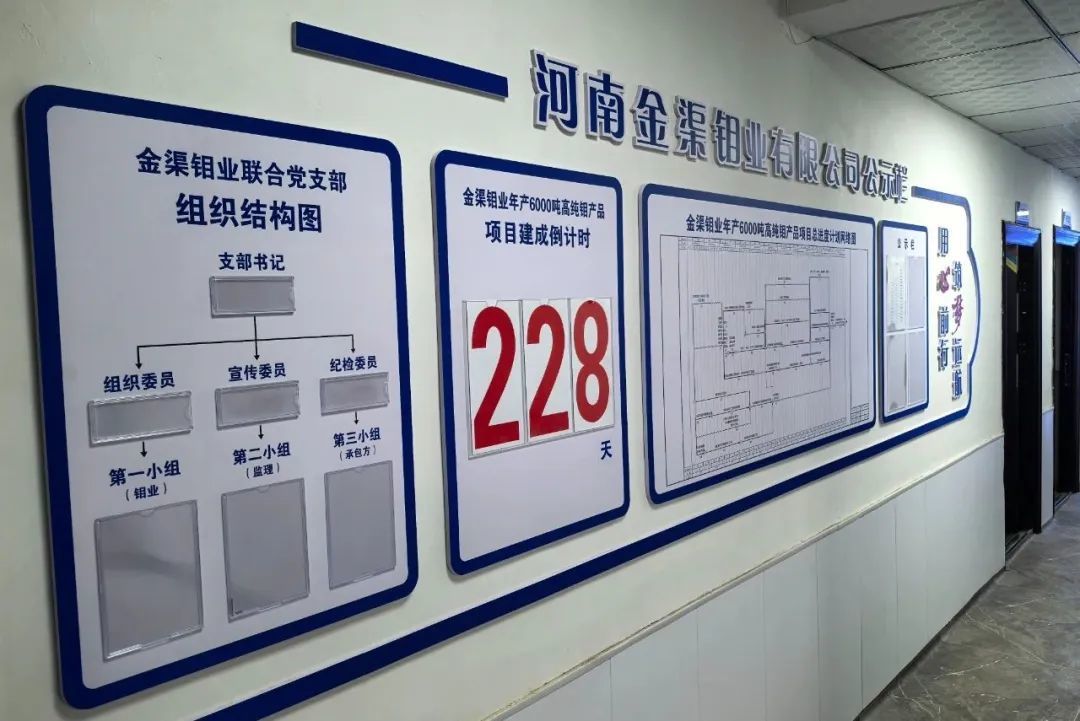 河南金渠钼业有限公司公示栏
金渠钼业联合党支部
组织结构图
支部书记
组织委员
宣传委员
纪检委员
第一小组
（钼业）
第二小组
（监理）
第三小组
（承包方）
金渠钼业年产6000吨高纯钼产品
项目建成倒计时
228
天
金渠钼业年产6000吨高纯钼产品项目总进度计划网络图
公示栏